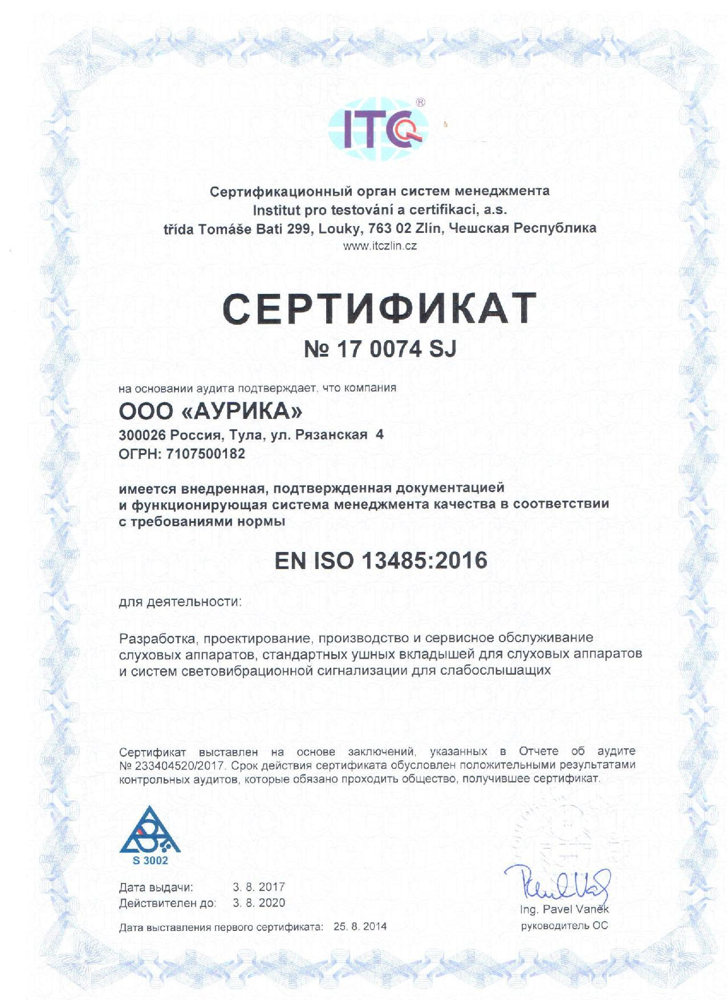 ITC ®
Сертификационный орган систем менеджмента
Institut pro testování a certifikaci, a.s.
třída Tomáše Bati 299, Louky, 763 02 Zlín, Чешская Республика
www.itczlin.cz
СЕРТИФИКАТ
№ 17 0074 SJ
на основании аудита подтверждает, что компания
ООО «АУРИКА»
300026 Россия, Тула, ул. Рязанская 4
ОГРН: 7107500182
имеется внедренная, подтвержденная документацией
и функционирующая система менеджмента качества в соответствии
с требованиями нормы
EN ISO 13485:2016
для деятельности:
Разработка, проектирование, производство и сервисное обслуживание
слуховых аппаратов, стандартных ушных вкладышей для слуховых аппаратов
и систем световибрационной сигнализации для слабослышащих
Сертификат выставлен на основе заключений, указанных в Отчете об аудите
№ 233404520/2017. Срок действия сертификата обусловлен положительными результатами
контрольных аудитов, которые обязано проходить общество, получившее сертификат.
S 3002
Дата выдачи: 3. 8. 2017
Действителен до: 3. 8. 2020
Дата выставления первого сертификата: 25. 8. 2014
Ing. Pavel Vaněk
руководитель ОС